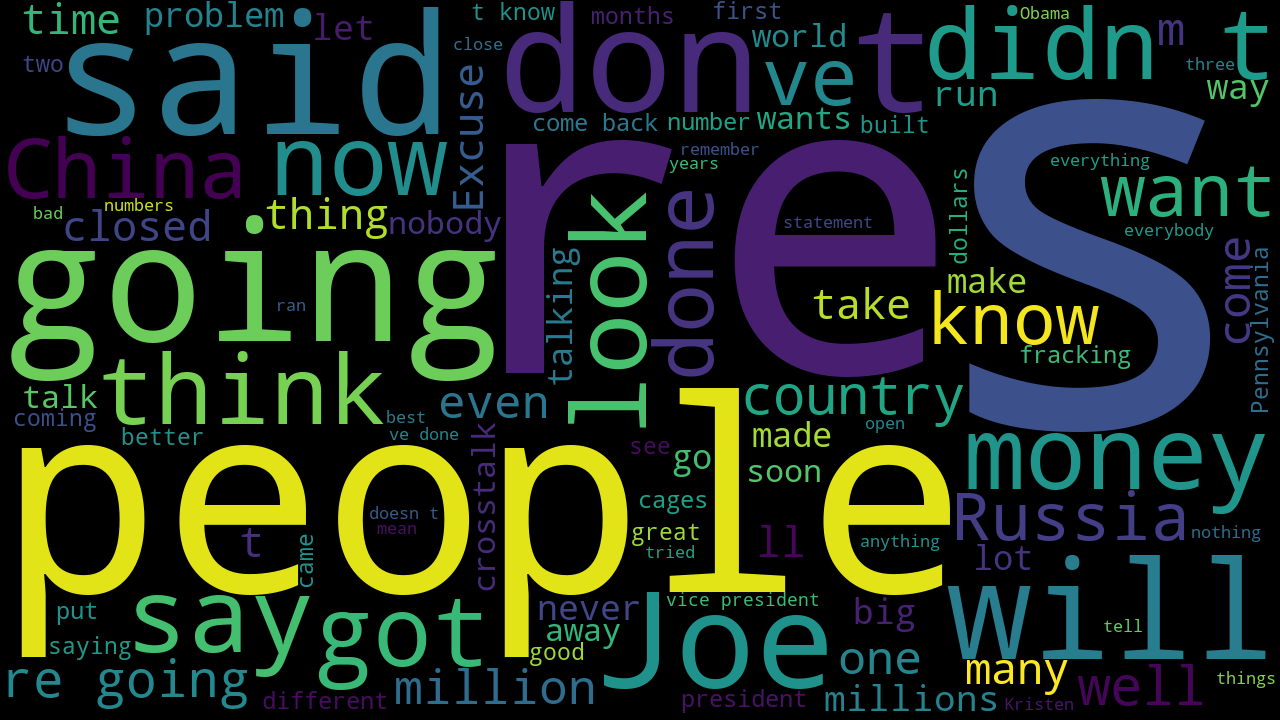 time
problem
let
t know
months
first
Obama
two
said
close
don t
world
didn t
m
three
ve
run
way
Excuse
come back
number
wants
built
China
now
remember
years
re
s
everything
want
dollars
bad
numbers
closed
thing
nobody
look
done
statement
everybody
going
talking
ran
take
make
know
come
Pennsylvania
fracking
think
talk
coming
better
even
best
ve done
country
open
people
crosstalk
see
go
made
soon
money
cages
great
tried
ll
Russia
nothing
doesn t
mean
t
came
anything
lot
will
put
say
got
never
vice president
Joe
big
tell
saying
away
good
one
many
re going
different
million
president
millions
Kristen
well
things